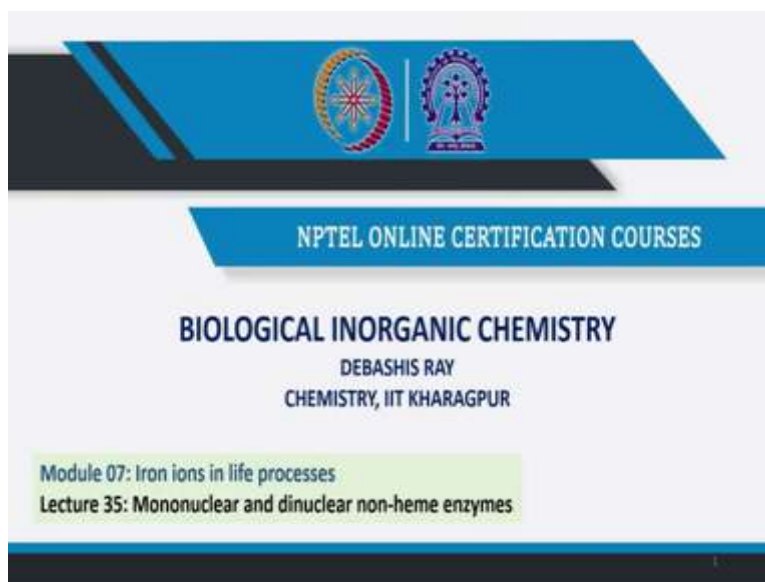 NPTEL ONLINE CERTIFICATION COURSES
BIOLOGICAL INORGANIC CHEMISTRY
DEBASHIS RAY
CHEMISTRY, IIT KHARAGPUR
Module 07: Iron ions in life processes
Lecture 35: Mononuclear and dinuclear non-heme enzymes
1